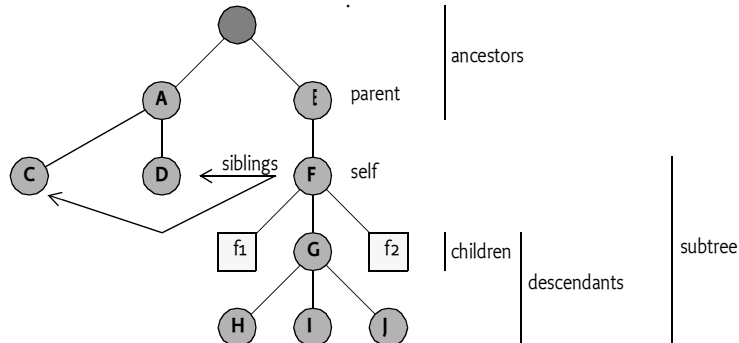 ancestors
A
E
parent
C
D
siblings
F
self
f1
G
f2
children
subtree
descendants
H
I
J